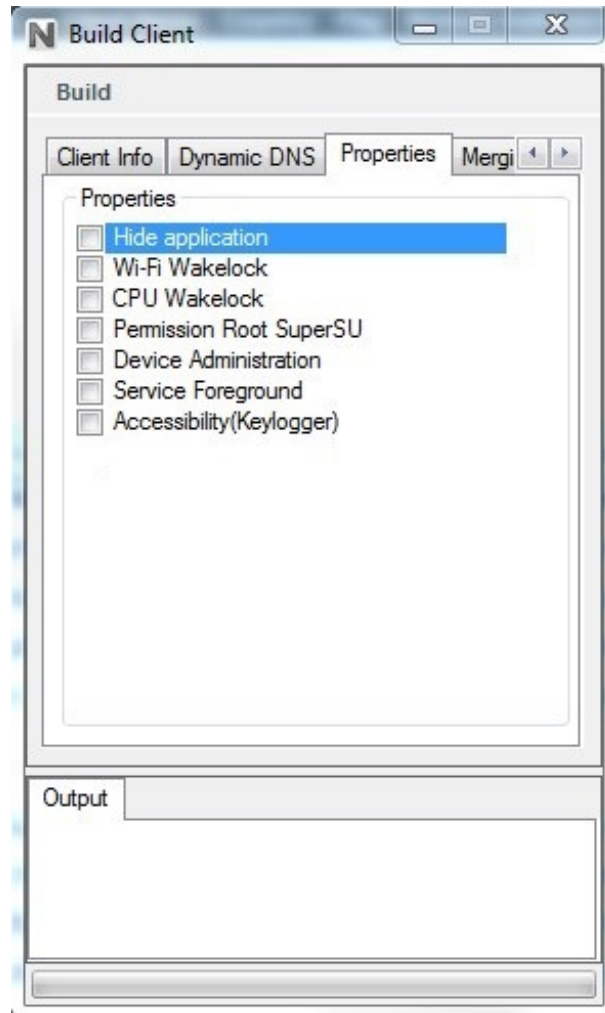 N Build Client
Build
Client Info Dynamic DNS Properties Mergi
Properties
Hide application
Wi-Fi Wakelock
CPU Wakelock
Permission Root SuperSU
Device Administration
Service Foreground
Accessibility(Keylogger)
Output